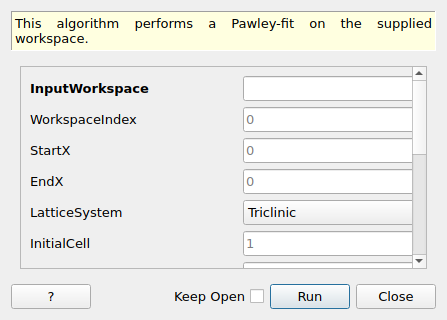 This algorithm performs a Pawley-fit on the supplied
workspace.
InputWorkspace
WorkspaceIndex 0
StartX 0
EndX 0
LatticeSystem Triclinic
InitialCell 1
? Keep Open Run Close